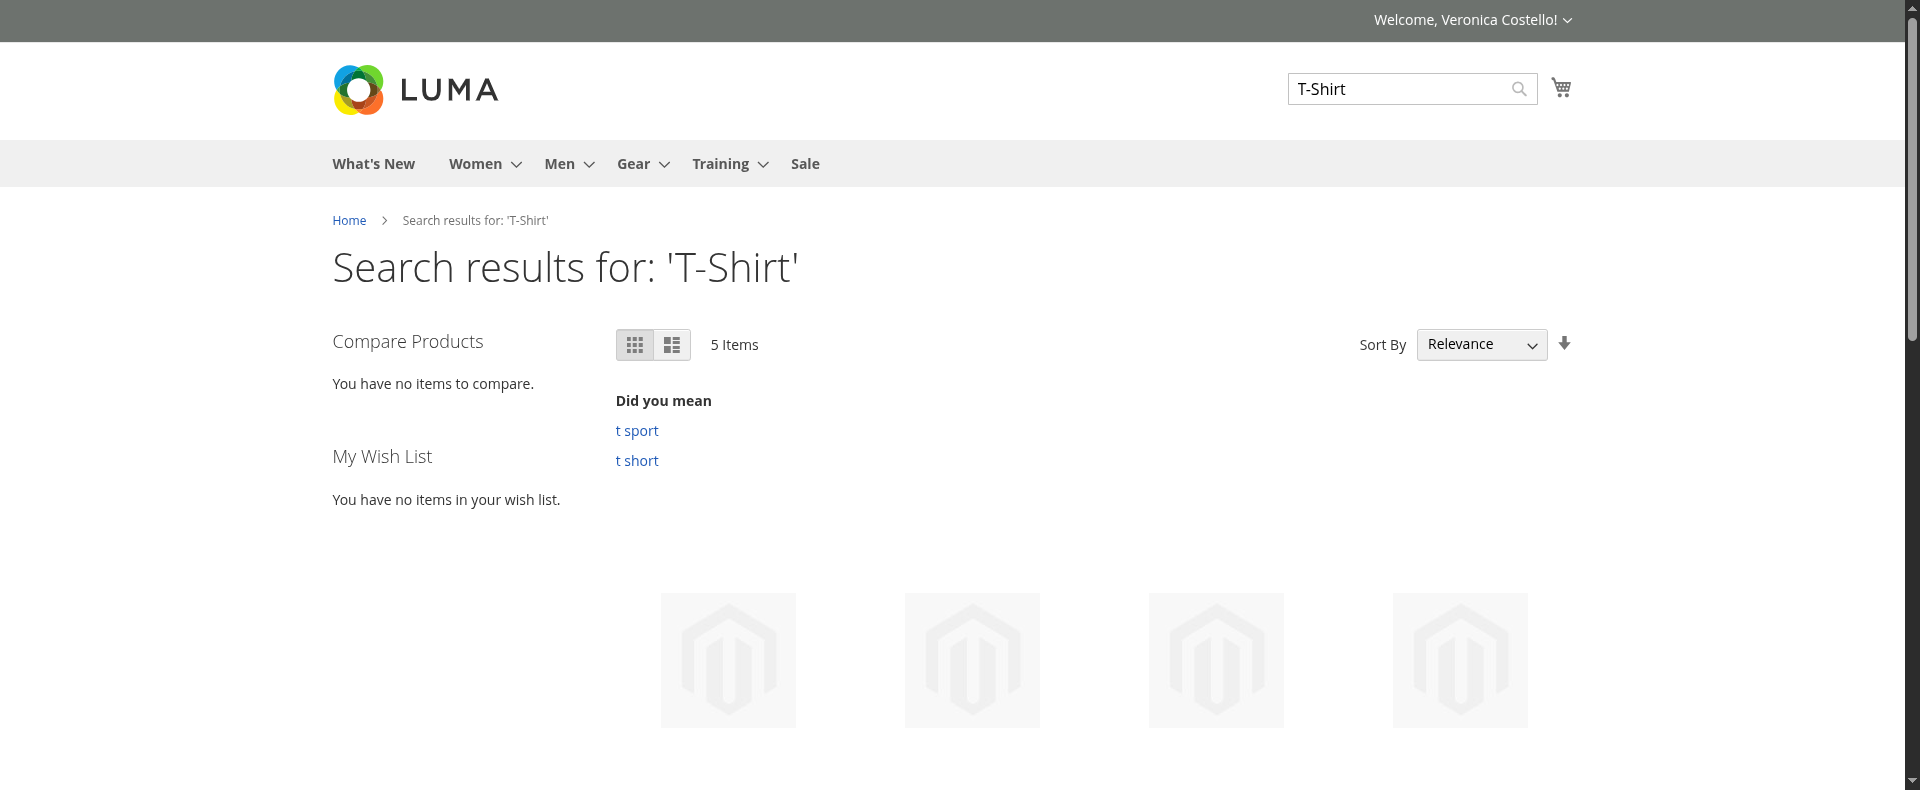 Welcome, Veronica Costello!
LUMA
T-Shirt
What's New Women Men Gear Training Sale
Home Search results for: 'T-Shirt'
Search results for: 'T-Shirt'
Compare Products
You have no items to compare.
My Wish List
You have no items in your wish list.
5 Items
Sort By Relevance
Did you mean
t sport
t short